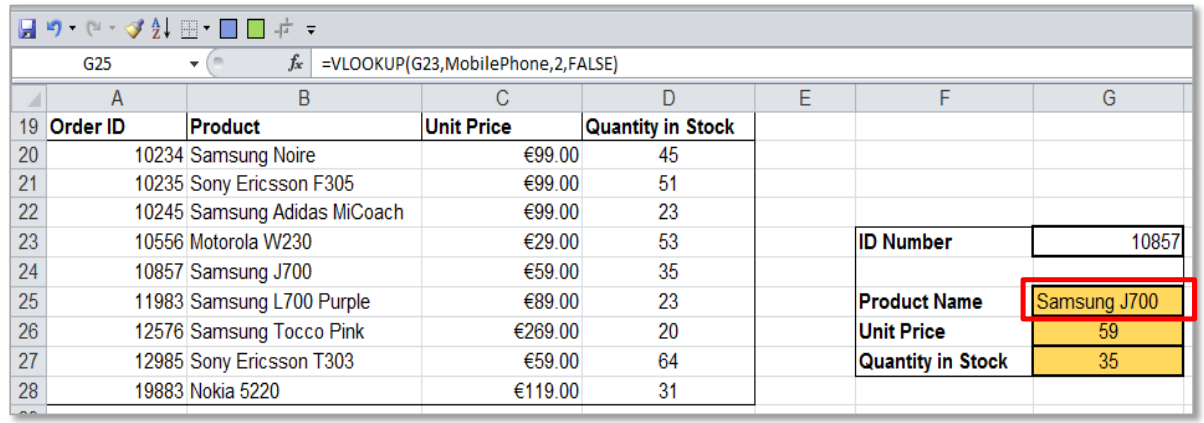 G25 fx =VLOOKUP(G23,MobilePhone,2,FALSE)
A B C D E F G
19 Order ID Product Unit Price Quantity in Stock
20 10234 Samsung Noire €99.00 45
21 10235 Sony Ericsson F305 €99.00 51
22 10245 Samsung Adidas MiCoach €99.00 23
23 10556 Motorola W230 €29.00 53 ID Number 10857
24 10857 Samsung J700 €59.00 35
25 11983 Samsung L700 Purple €89.00 23 Product Name Samsung J700
26 12576 Samsung Tocco Pink €269.00 20 Unit Price 59
27 12985 Sony Ericsson T303 €59.00 64 Quantity in Stock 35
28 19883 Nokia 5220 €119.00 31